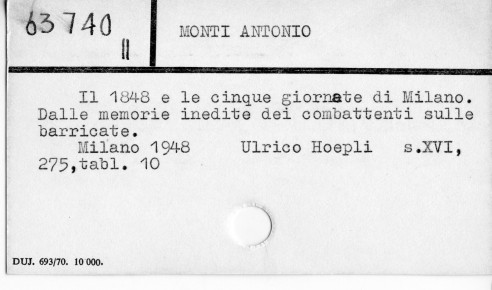 63740
II
MONTI ANTONIO
Il 1848 e le cinque giornate di Milano.
Dalle memorie inedite dei combattenti sulle
barricate.
Milano 1948 Ulrico Hoepli s.XVI,
275,tabl. 10
DUJ. 693/70. 10 000.